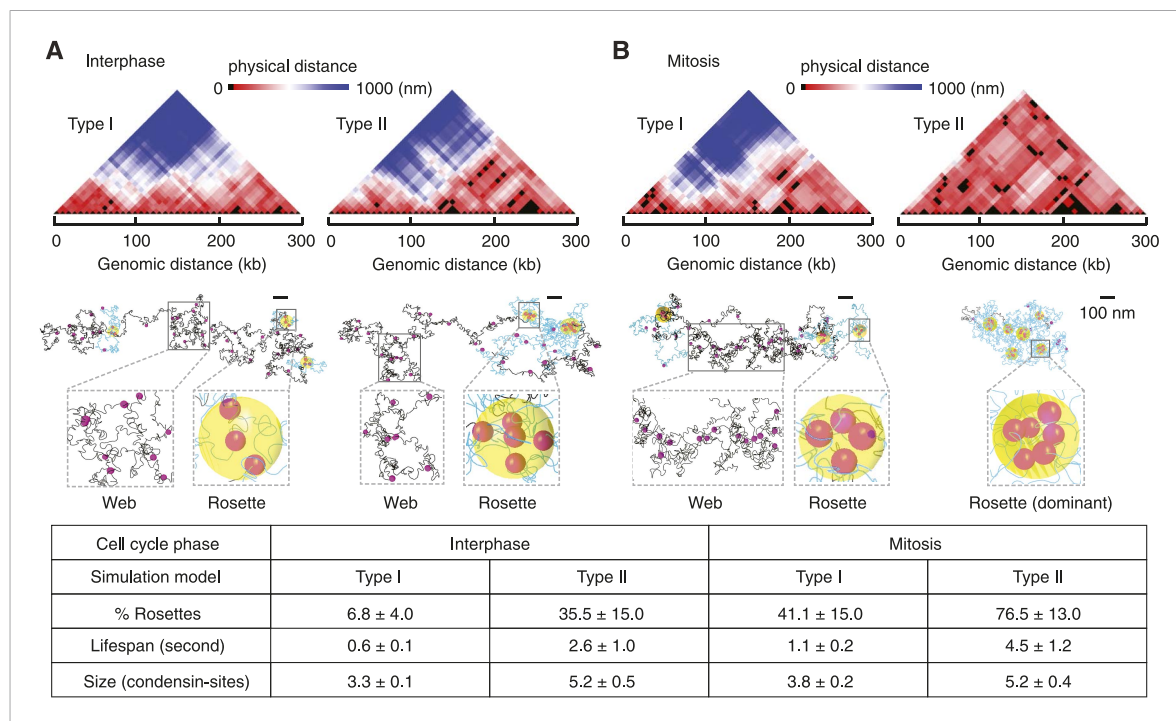 A
Interphase
physical distance
0 1000 (nm)
Type I
Type II
0 100 200 300
Genomic distance (kb)
0 100 200 300
Genomic distance (kb)
B
Mitosis
physical distance
0 1000 (nm)
Type I
Type II
0 100 200 300
Genomic distance (kb)
0 100 200 300
Genomic distance (kb)
100 nm
Web
Rosette
Web
Rosette
Web
Rosette
Rosette (dominant)
Cell cycle phase Interphase Mitosis
Simulation model Type I Type II Type I Type II
% Rosettes 6.8 ± 4.0 35.5 ± 15.0 41.1 ± 15.0 76.5 ± 13.0
Lifespan (second) 0.6 ± 0.1 2.6 ± 1.0 1.1 ± 0.2 4.5 ± 1.2
Size (condensin-sites) 3.3 ± 0.1 5.2 ± 0.5 3.8 ± 0.2 5.2 ± 0.4